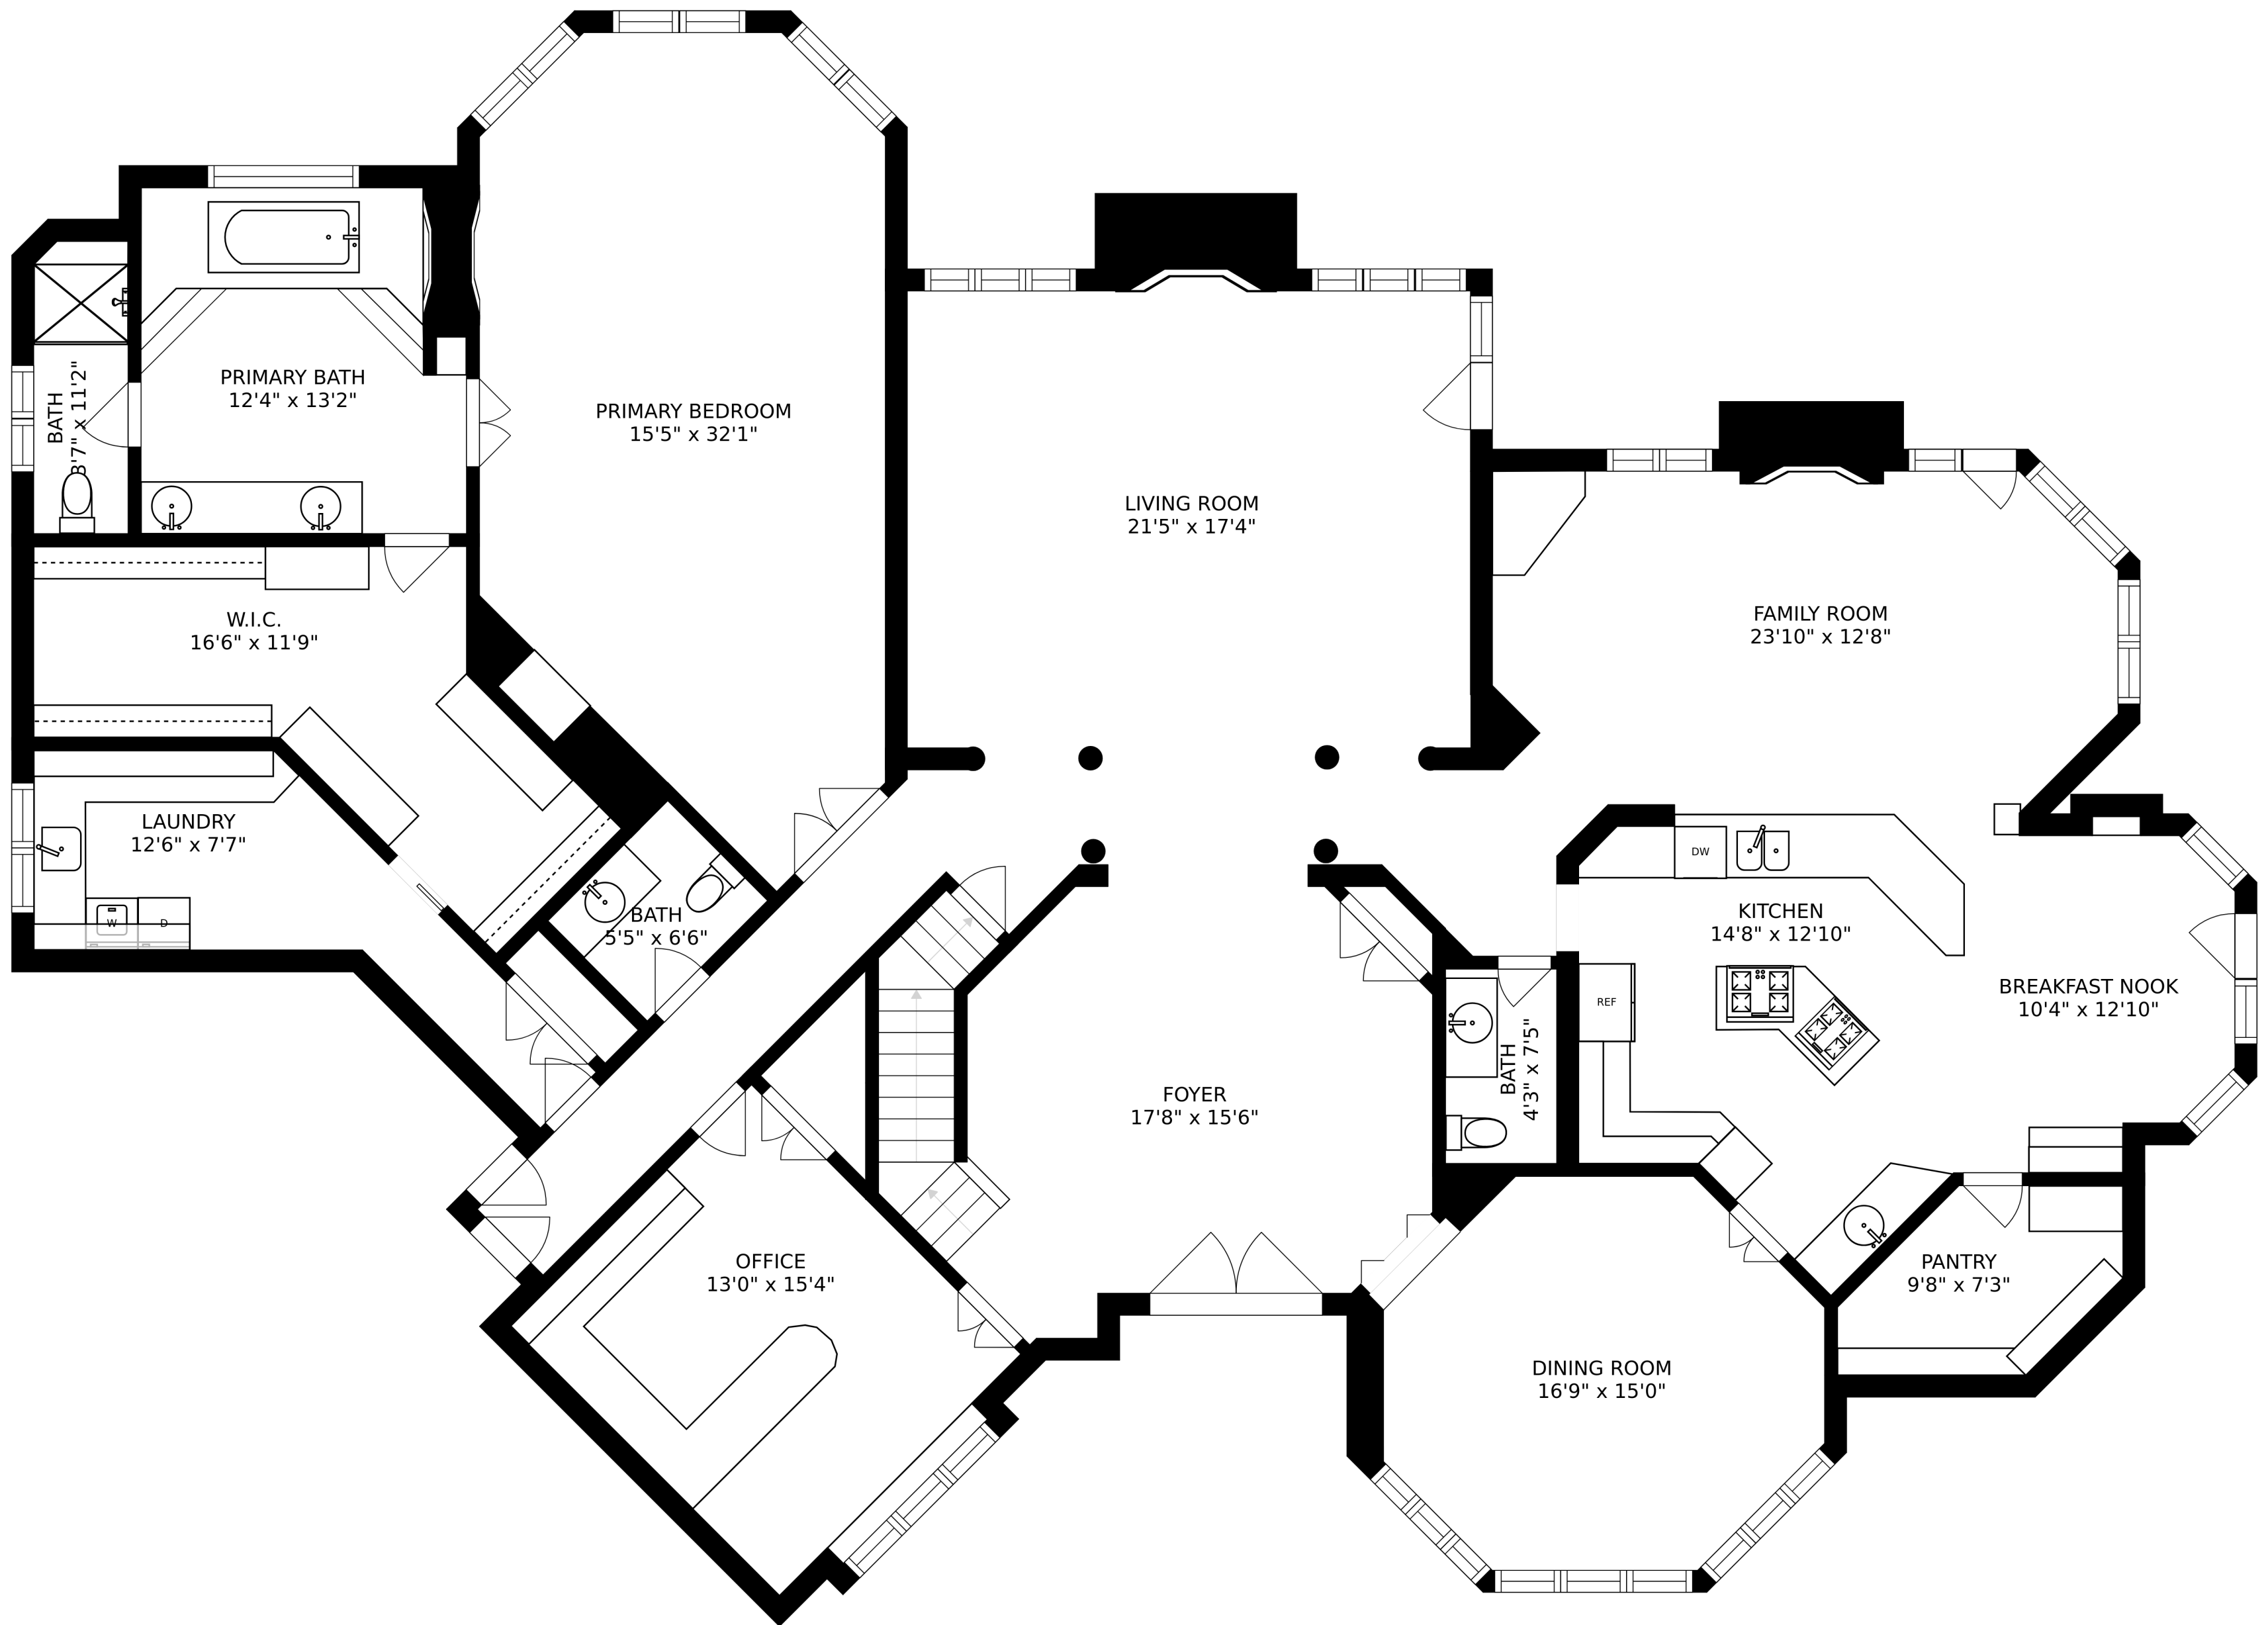 PRIMARY BATH
12'4" x 13'2"
BATH
3'7" x 11'2"
PRIMARY BEDROOM
15'5" x 32'1"
LIVING ROOM
21'5" x 17'4"
FAMILY ROOM
23'10" x 12'8"
W.I.C.
16'6" x 11'9"
LAUNDRY
12'6" x 7'7"
W
D
BATH
5'5" x 6'6"
DW
KITCHEN
14'8" x 12'10"
REF
BREAKFAST NOOK
10'4" x 12'10"
FOYER
17'8" x 15'6"
BATH
4'3" x 7'5"
OFFICE
13'0" x 15'4"
PANTRY
9'8" x 7'3"
DINING ROOM
16'9" x 15'0"